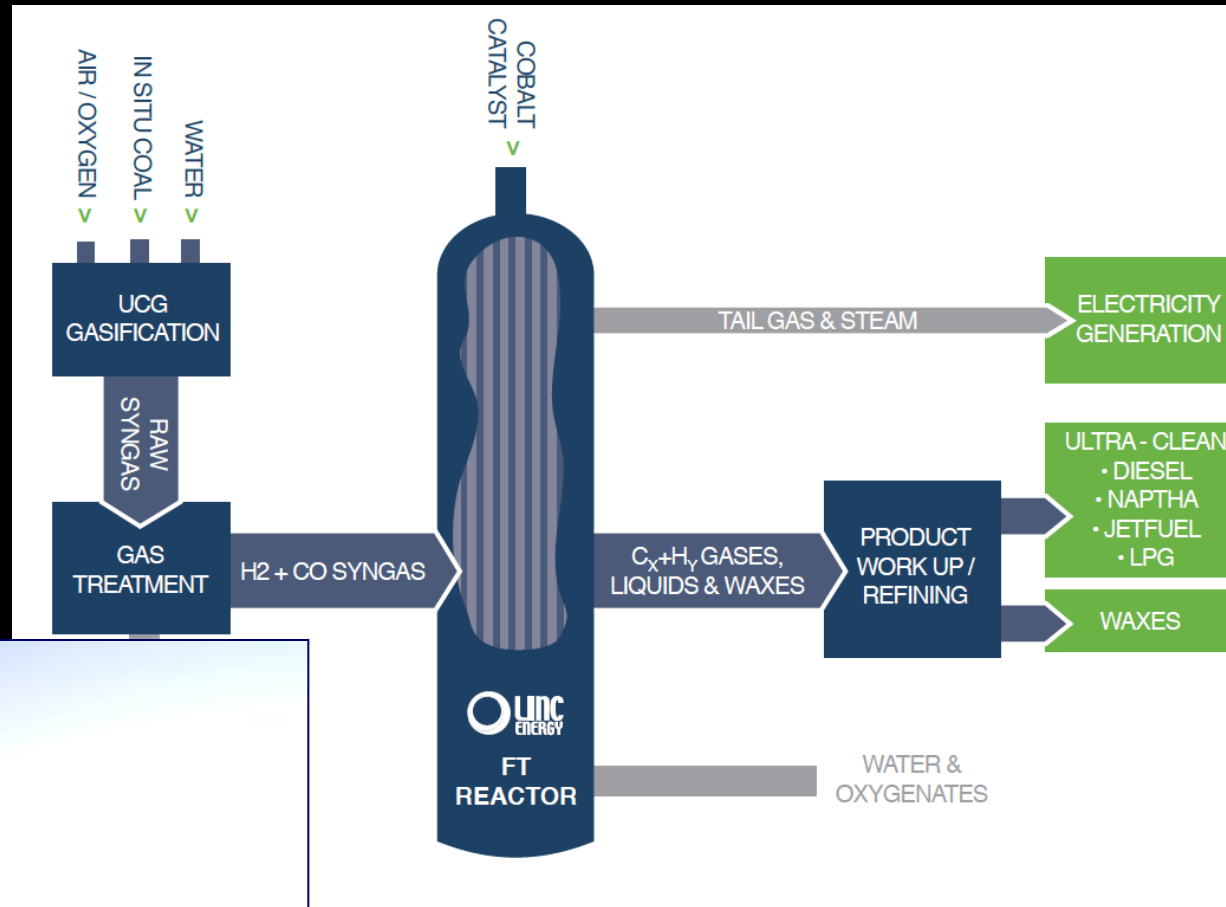 AIR / OXYGEN >
IN SITU COAL >
WATER >
COBALT
CATALYST >
UCG
GASIFICATION
RAW
SYNGAS
GAS
TREATMENT
H2 + CO SYNGAS
LINC
ENERGY
FT
REACTOR
TAIL GAS & STEAM
ELECTRICITY
GENERATION
CX+HY GASES,
LIQUIDS & WAXES
PRODUCT
WORK UP /
REFINING
ULTRA - CLEAN
• DIESEL
• NAPTHA
• JETFUEL
• LPG
WAXES
WATER &
OXYGENATES